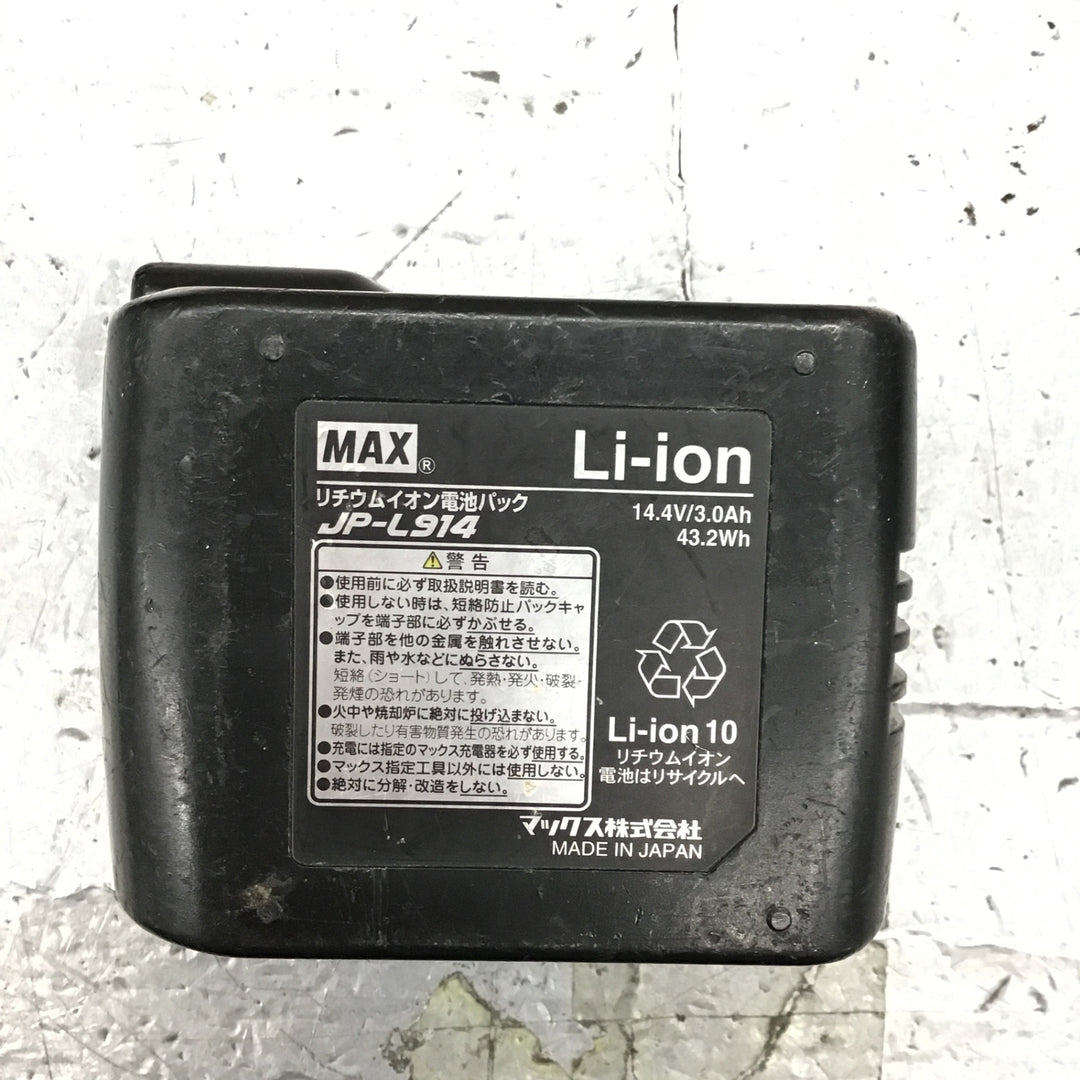 MAX®
Li-ion
リチウムイオン電池パック
JP-L914
14.4V/3.0Ah
43.2Wh
⚠警告
●使用前に必ず取扱説明書を読む。
●使用しない時は、短絡防止パックキャ
ップを端子部に必ずかぶせる。
●端子部を他の金属を触れさせない。
また、雨や水などにぬらさない。
短絡(ショート)して、発熱・発火・破裂・
発煙の恐れがあります。
●火中や焼却炉に絶対に投げ込まない。
破裂したり有害物質発生の恐れがあります。
●充電には指定のマックス充電器を必ず使用する。
●マックス指定工具以外には使用しない。
●絶対に分解・改造をしない。
Li-ion 10
リチウムイオン
電池はリサイクルへ
マックス株式会社
MADE IN JAPAN